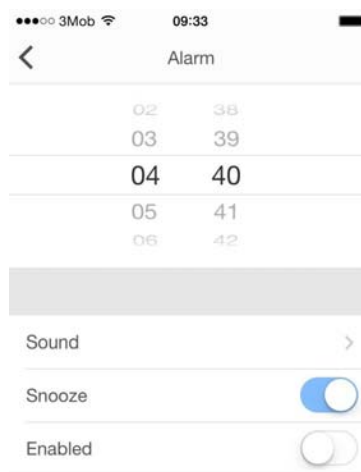 3Mob 09:33
Alarm
02 38
03 39
04 40
05 41
06 42
Sound
Snooze
Enabled